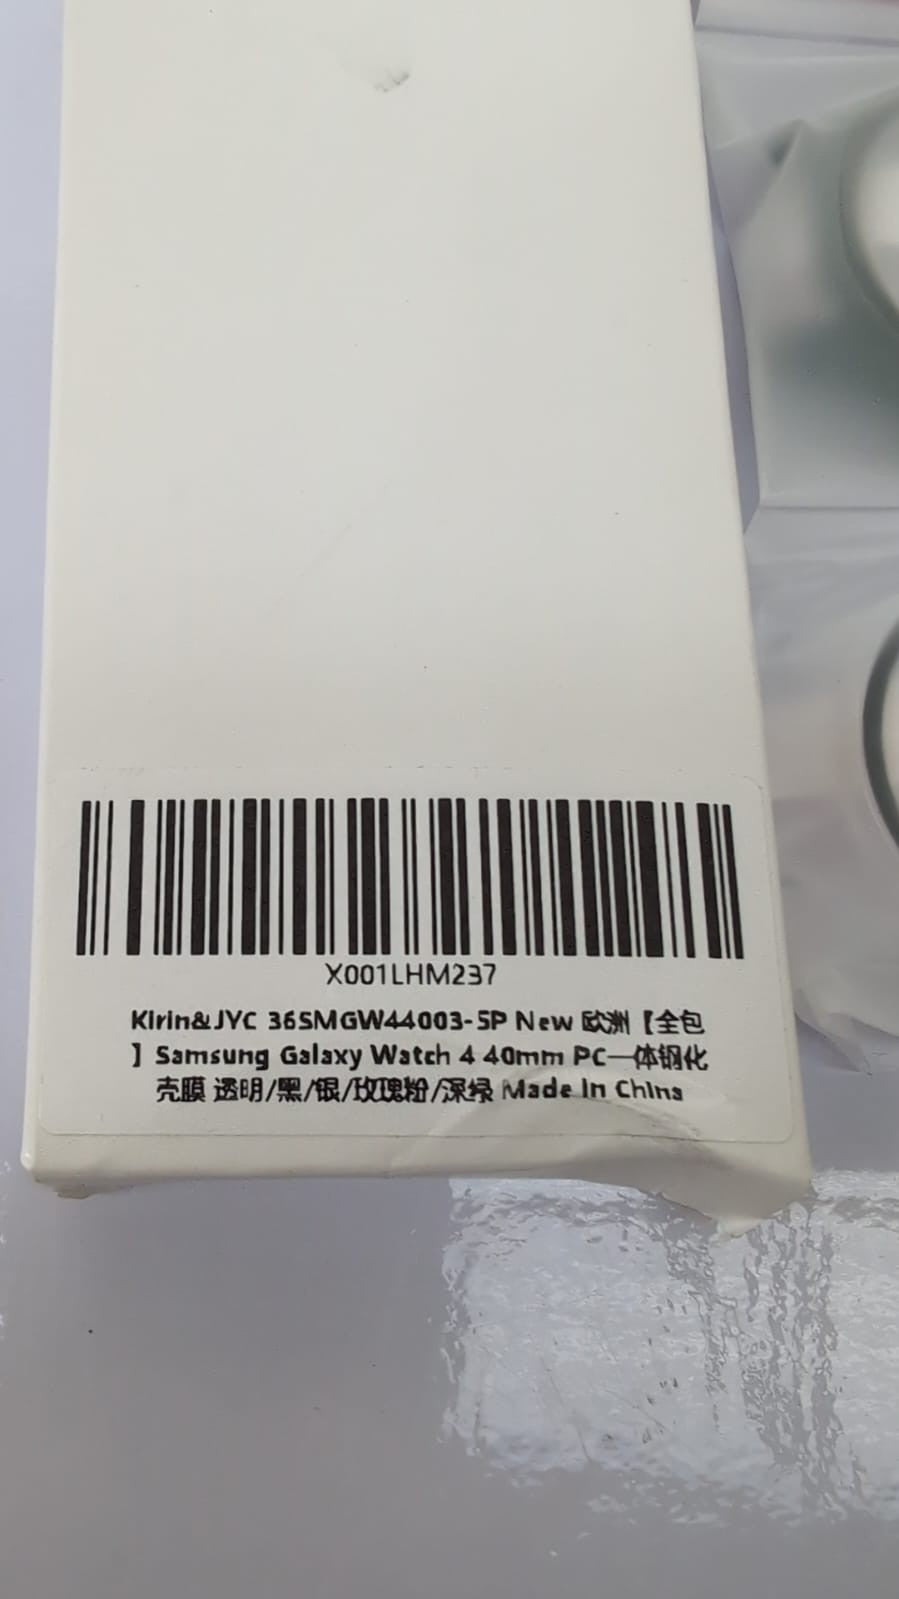 X001LHM237
Kirin&JYC 36SMGW44003-5P New 欧洲【全包
】Samsung Galaxy Watch 4 40mm PC一体钢化
壳膜 透明/黑/银/玫瑰粉/深绿 Made In China